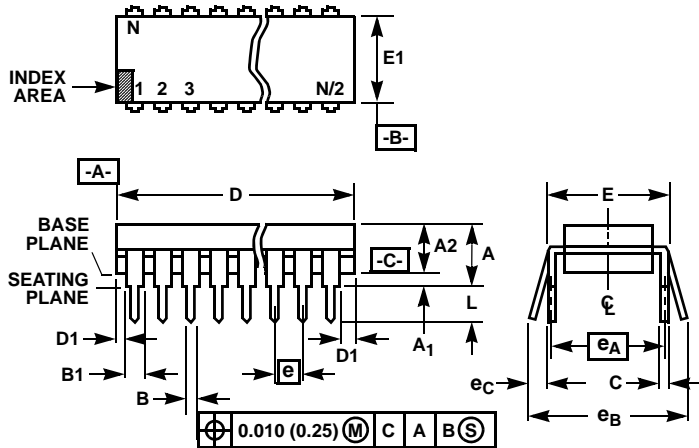 N
E1
INDEX
AREA
1 2 3 N/2
-B-
-A-
D
E
BASE
PLANE
A2
A
-C-
SEATING
PLANE
L
℄
D1
A1
D1
eA
B1
e
eC
C
B
eB
⌖ 0.010 (0.25) Ⓜ C A B Ⓢ